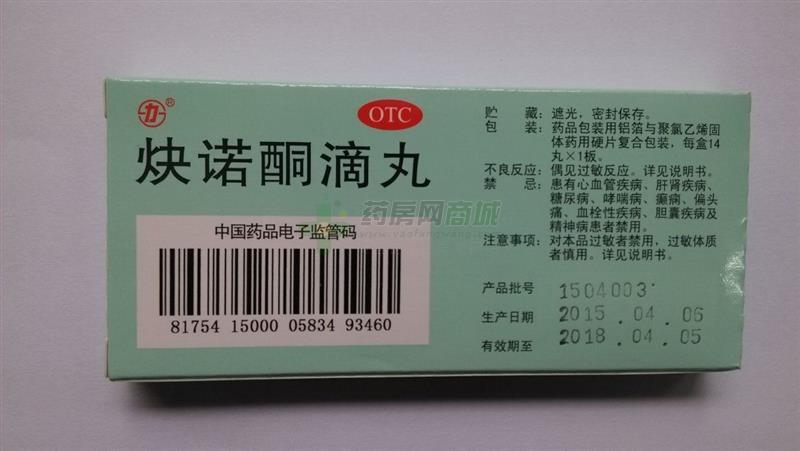 力®
OTC
炔诺酮滴丸
中国药品电子监管码
81754 15000 05834 93460
贮 藏：遮光，密封保存。
包 装：药品包装用铝箔与聚氯乙烯固
体药用硬片复合包装，每盒14
丸×1板。
不良反应：偶见过敏反应。详见说明书。
禁 忌：患有心血管疾病、肝肾疾病、
糖尿病、哮喘病、癫痫、偏头
痛、血栓性疾病、胆囊疾病及
精神病患者禁用。
注意事项：对本品过敏者禁用，过敏体质
者慎用。详见说明书。
产品批号 1504003
生产日期 2015.04.06
有效期至 2018.04.05
药房网商城
www.yaofangwang.com